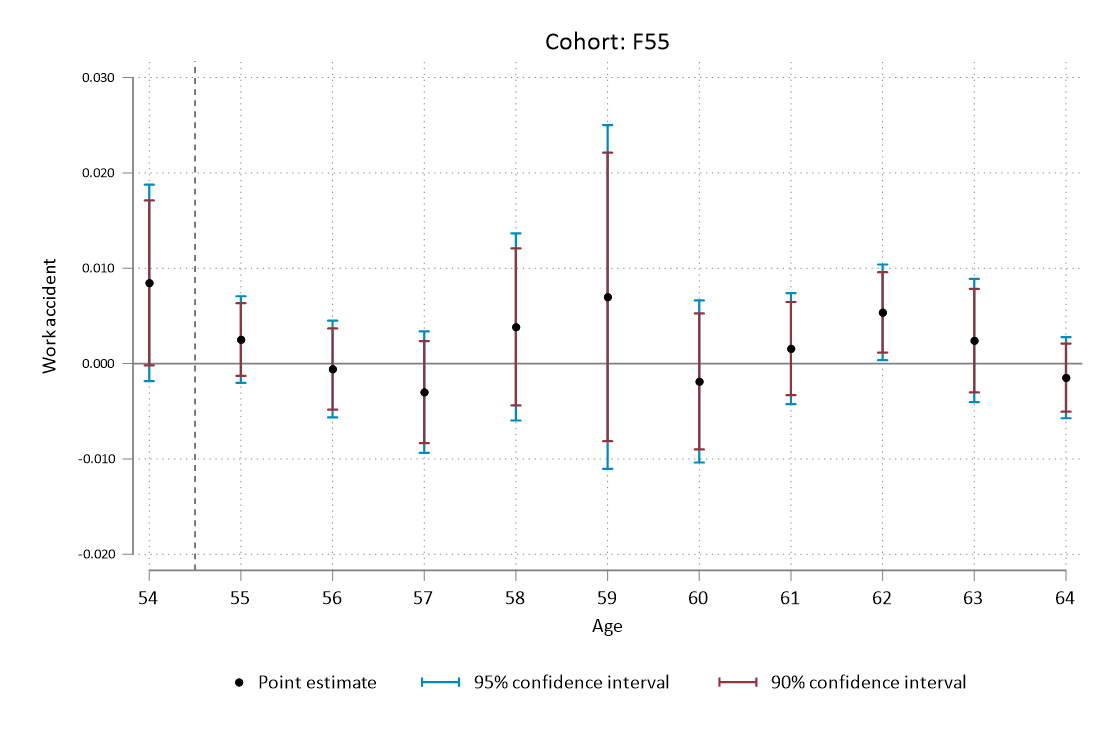 Cohort: F55
0.030
0.020
0.010
0.000
-0.010
-0.020
Work accident
54 55 56 57 58 59 60 61 62 63 64
Age
Point estimate 95% confidence interval 90% confidence interval